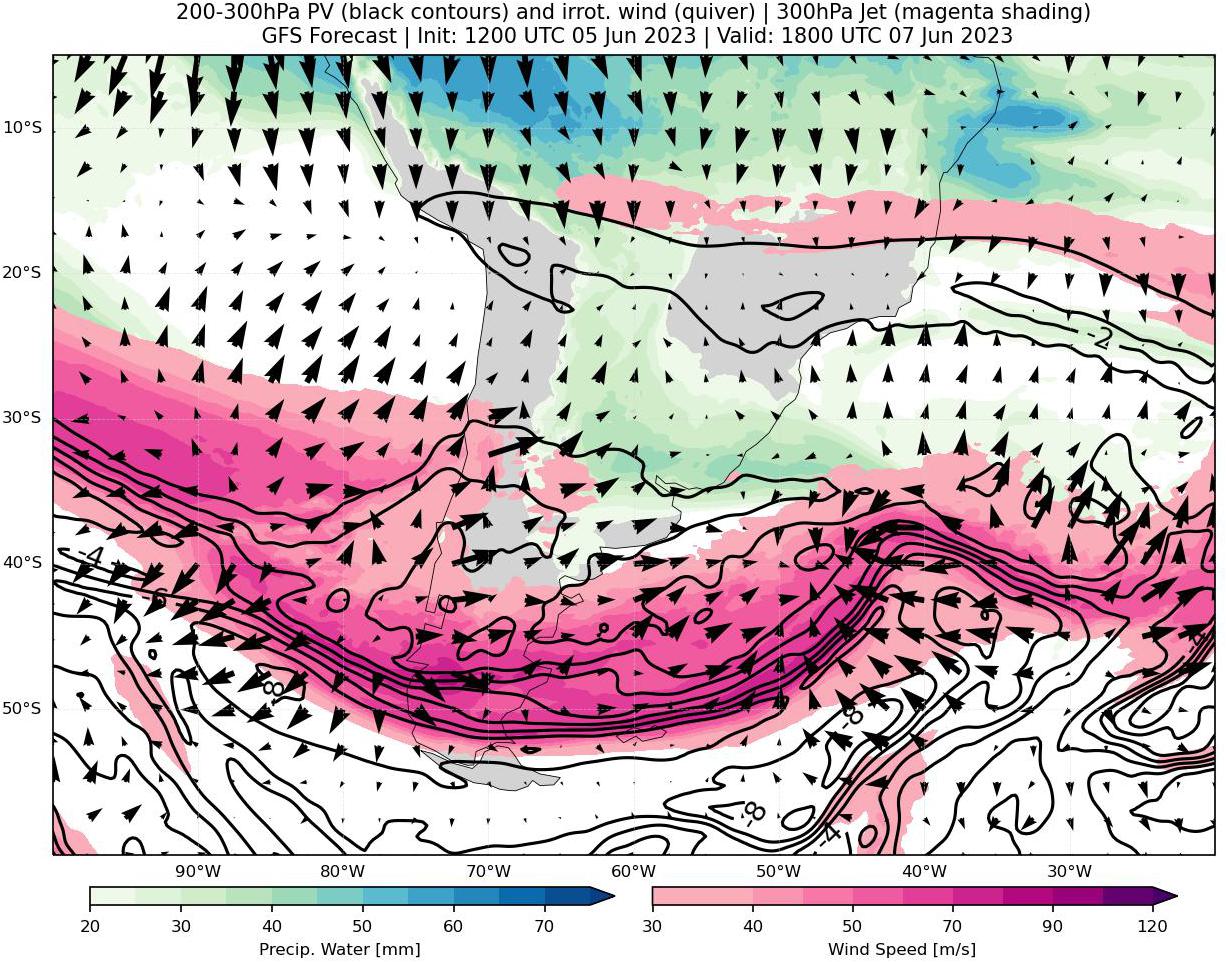 200-300hPa PV (black contours) and irrot. wind (quiver) | 300hPa Jet (magenta shading)
GFS Forecast | Init: 1200 UTC 05 Jun 2023 | Valid: 1800 UTC 07 Jun 2023
10°S
20°S
-2
30°S
-4
40°S
-6
-8
50°S
-8
-8
-4
90°W 80°W 70°W 60°W 50°W 40°W 30°W
20 30 40 50 60 70
30 40 50 70 90 120
Precip. Water [mm]
Wind Speed [m/s]